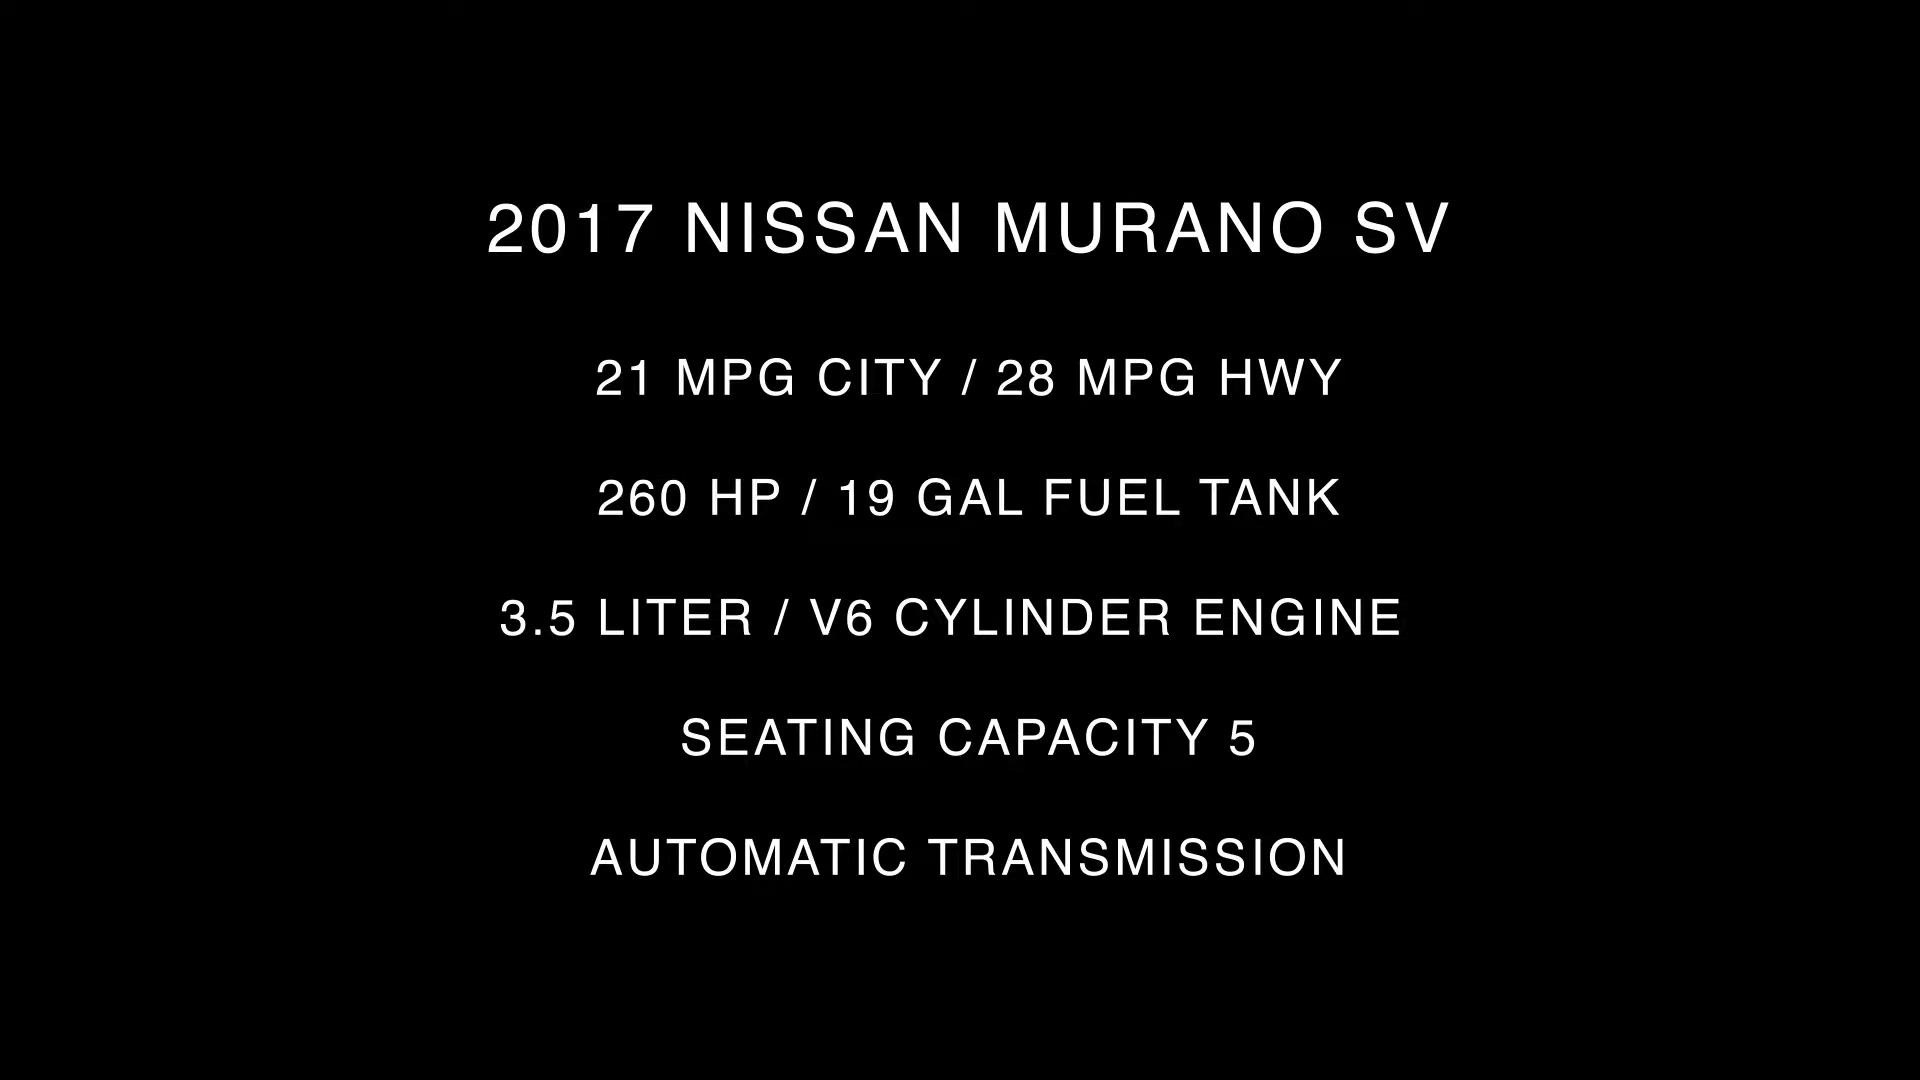 2017 NISSAN MURANO SV
21 MPG CITY / 28 MPG HWY
260 HP / 19 GAL FUEL TANK
3.5 LITER / V6 CYLINDER ENGINE
SEATING CAPACITY 5
AUTOMATIC TRANSMISSION